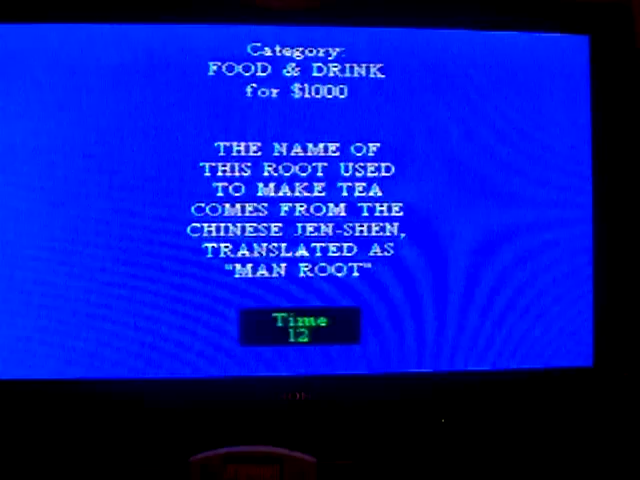 Category:
FOOD & DRINK
for $1000
THE NAME OF
THIS ROOT USED
TO MAKE TEA
COMES FROM THE
CHINESE JEN-SHEN,
TRANSLATED AS
"MAN ROOT"
Time
12